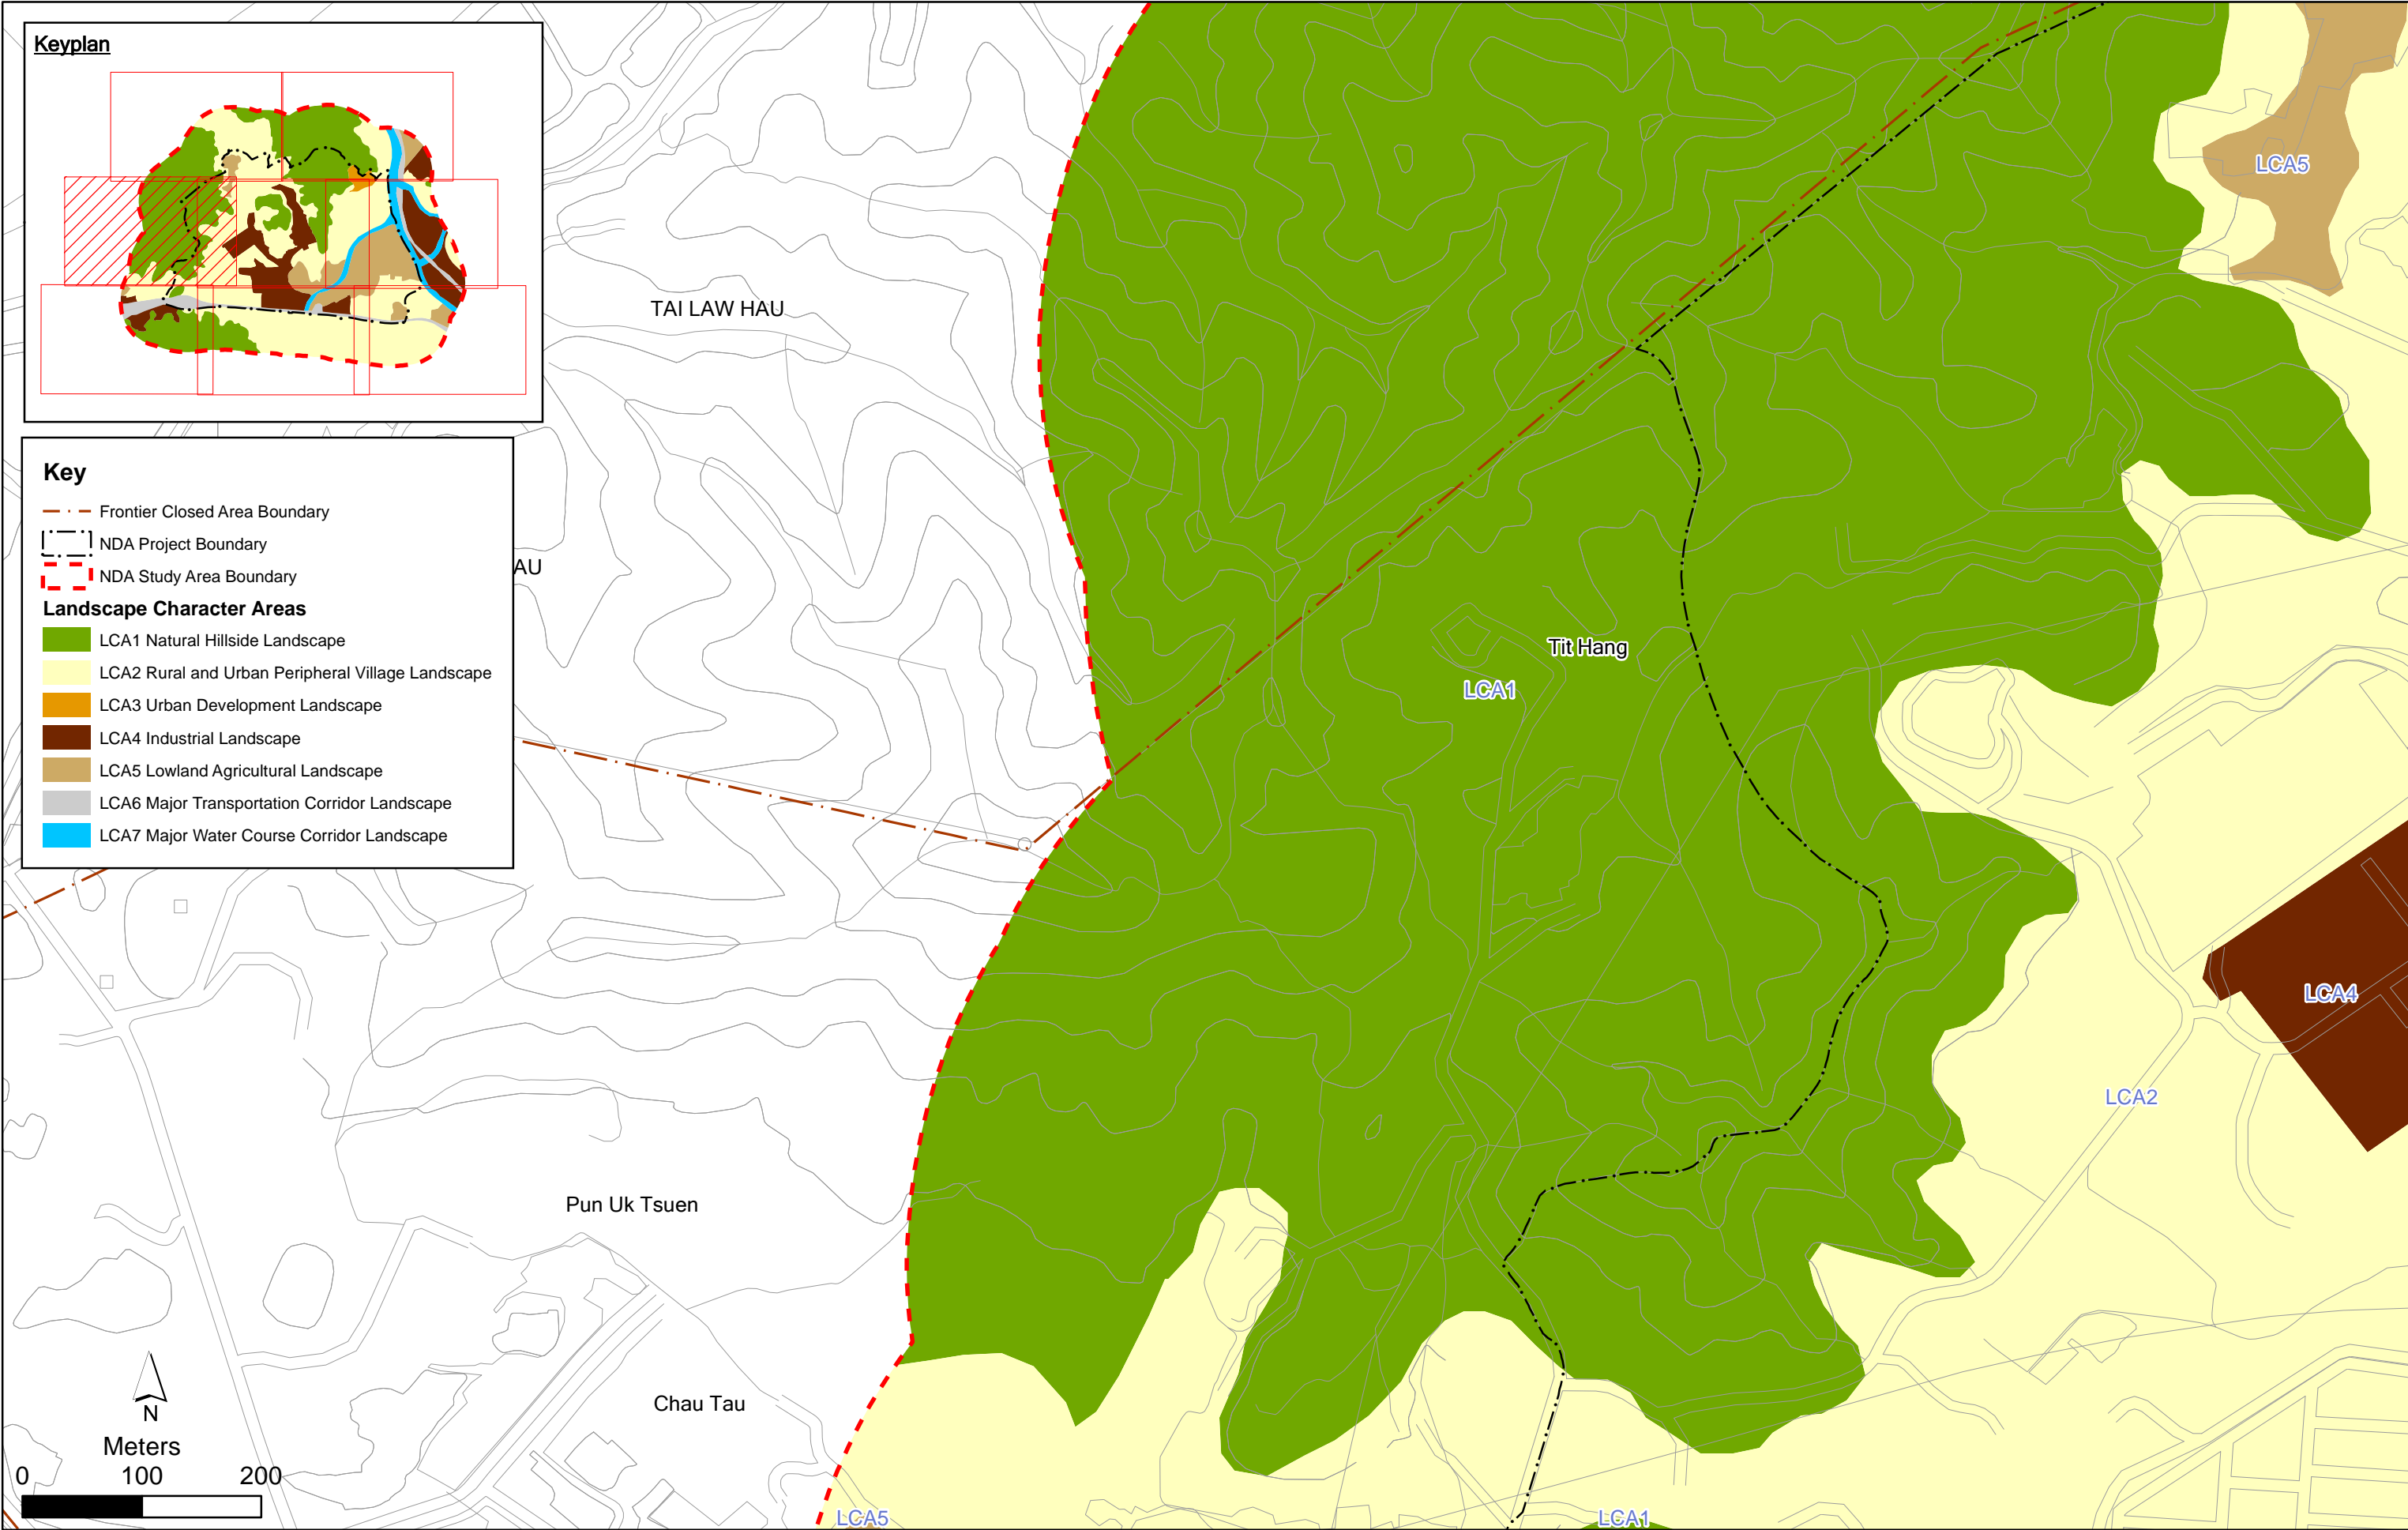 Keyplan
LCA5
TAI LAW HAU
Key
Frontier Closed Area Boundary
NDA Project Boundary
NDA Study Area Boundary
AU
Landscape Character Areas
LCA1 Natural Hillside Landscape
LCA2 Rural and Urban Peripheral Village Landscape
LCA3 Urban Development Landscape
LCA4 Industrial Landscape
LCA5 Lowland Agricultural Landscape
LCA6 Major Transportation Corridor Landscape
LCA7 Major Water Course Corridor Landscape
Tit Hang
LCA1
LCA4
LCA2
Pun Uk Tsuen
Chau Tau
N
Meters
0 100 200
LCA5
LCA1